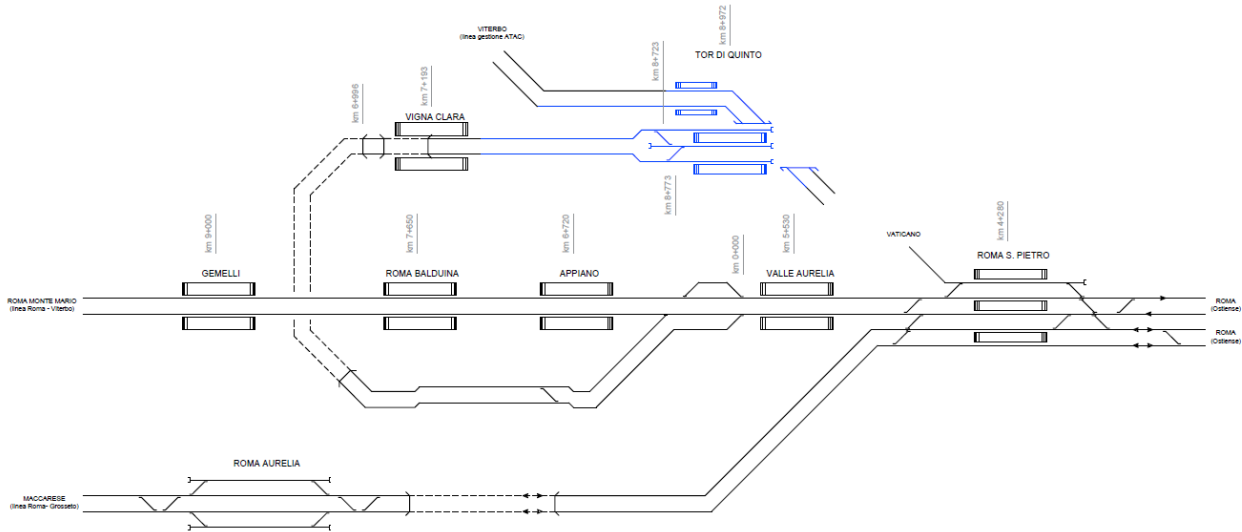 VITERBO
(linea gestione ATAC)
km 8+972
TOR DI QUINTO
km 8+723
km 7+193
km 6+996
VIGNA CLARA
km 8+773
km 9+000
km 7+650
km 6+720
km 0+000
km 5+530
km 4+280
VATICANO
ROMA S. PIETRO
GEMELLI
ROMA BALDUINA
APPIANO
VALLE AURELIA
ROMA MONTE MARIO
(linea Roma - Viterbo)
ROMA
(Ostiense)
ROMA
(Ostiense)
ROMA AURELIA
MACCARESE
(linea Roma- Grosseto)